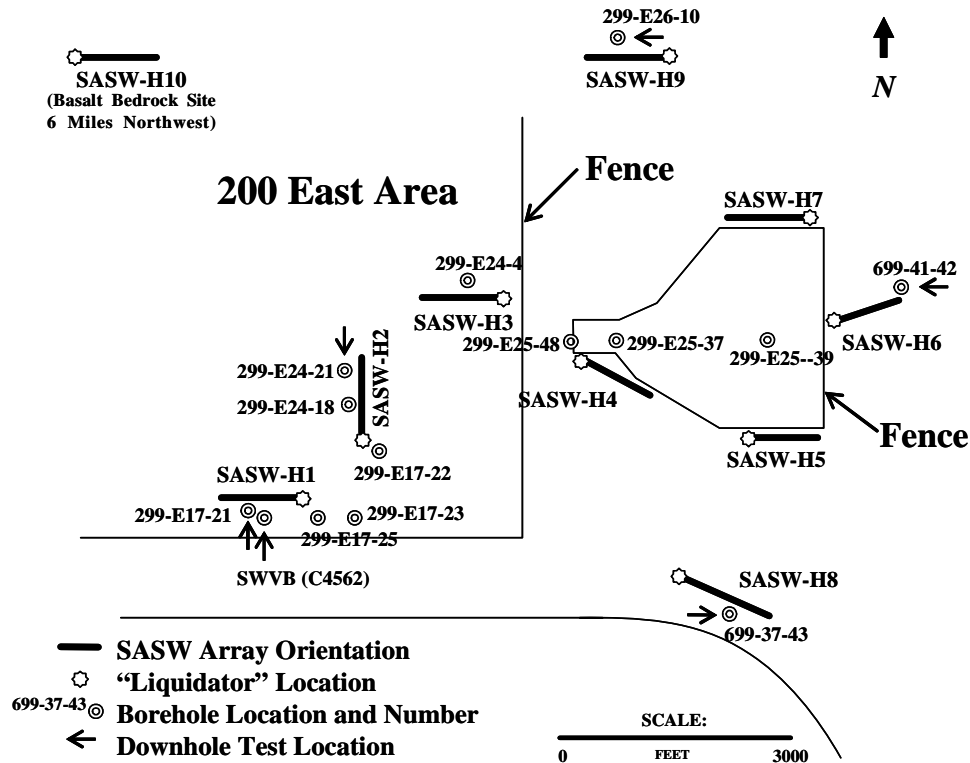 299-E26-10
SASW-H10
(Basalt Bedrock Site
6 Miles Northwest)
SASW-H9
N
200 East Area
Fence
SASW-H7
299-E24-4
699-41-42
SASW-H3
SASW-H6
299-E25-48
299-E25-37
299-E25--39
SASW-H2
299-E24-21
299-E24-18
SASW-H4
Fence
SASW-H5
299-E17-22
SASW-H1
299-E17-21
299-E17-23
299-E17-25
SWVB (C4562)
SASW-H8
699-37-43
SASW Array Orientation
“Liquidator” Location
699-37-43
Borehole Location and Number
Downhole Test Location
SCALE:
0 FEET 3000